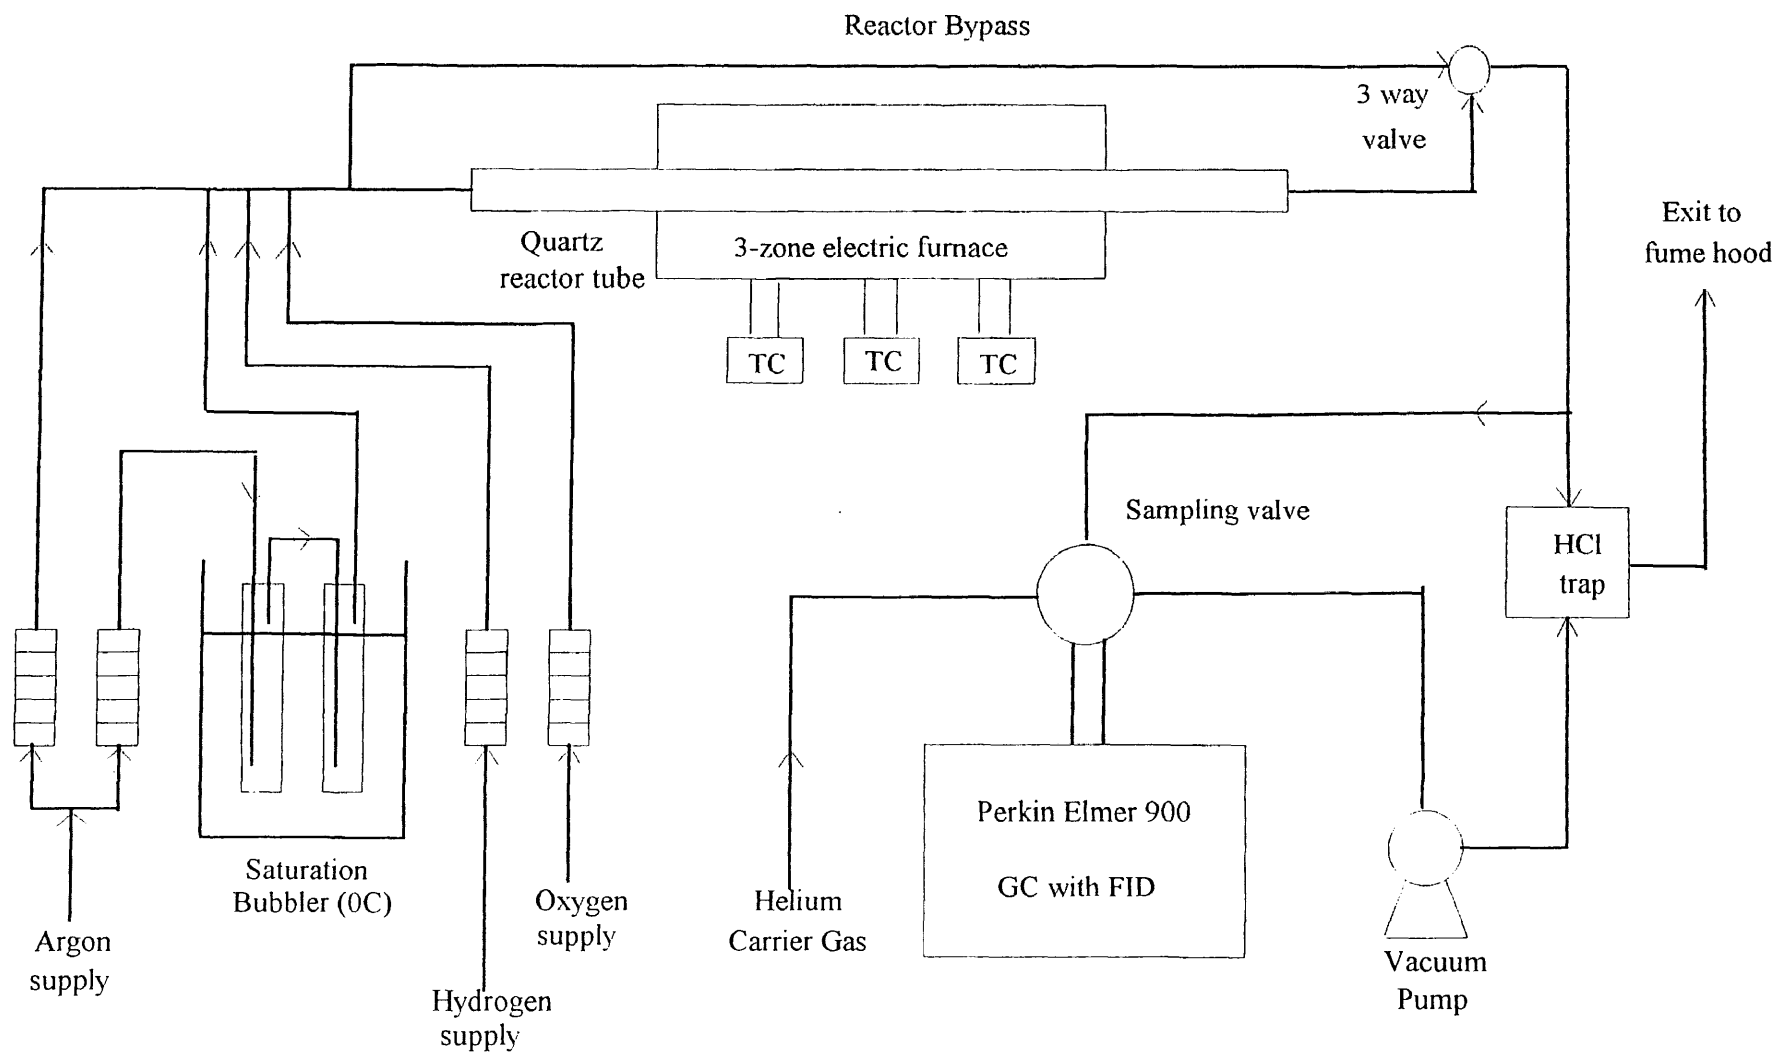 Reactor Bypass
3 way
valve
Exit to
fume hood
Quartz
reactor tube
3-zone electric furnace
TC
TC
TC
Sampling valve
HCl
trap
Perkin Elmer 900
GC with FID
Saturation
Bubbler (0C)
Oxygen
supply
Helium
Carrier Gas
Argon
supply
Vacuum
Pump
Hydrogen
supply